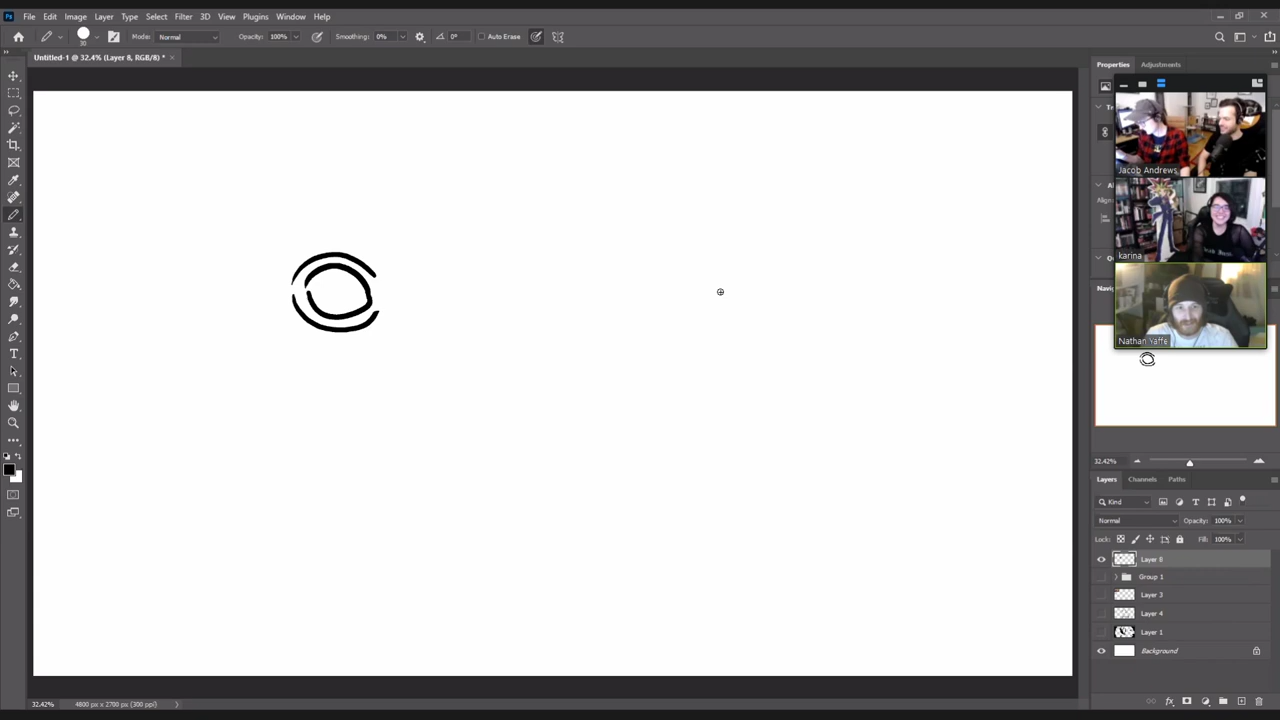 Ps File Edit Image Layer Type Select Filter 3D View Plugins Window Help
30 Mode: Normal Opacity: 100% Smoothing: 0% 0° Auto Erase
Untitled-1 @ 32.4% (Layer 8, RGB/8) *
Properties Adjustments
Jacob Andrews
karina
Nathan Yaffe
32.42%
Layers Channels Paths
Kind
Normal Opacity: 100%
Lock: Fill: 100%
Layer 8
Group 1
Layer 3
Layer 4
Layer 1
Background
fx
32.42% 4800 px x 2700 px (300 ppi)